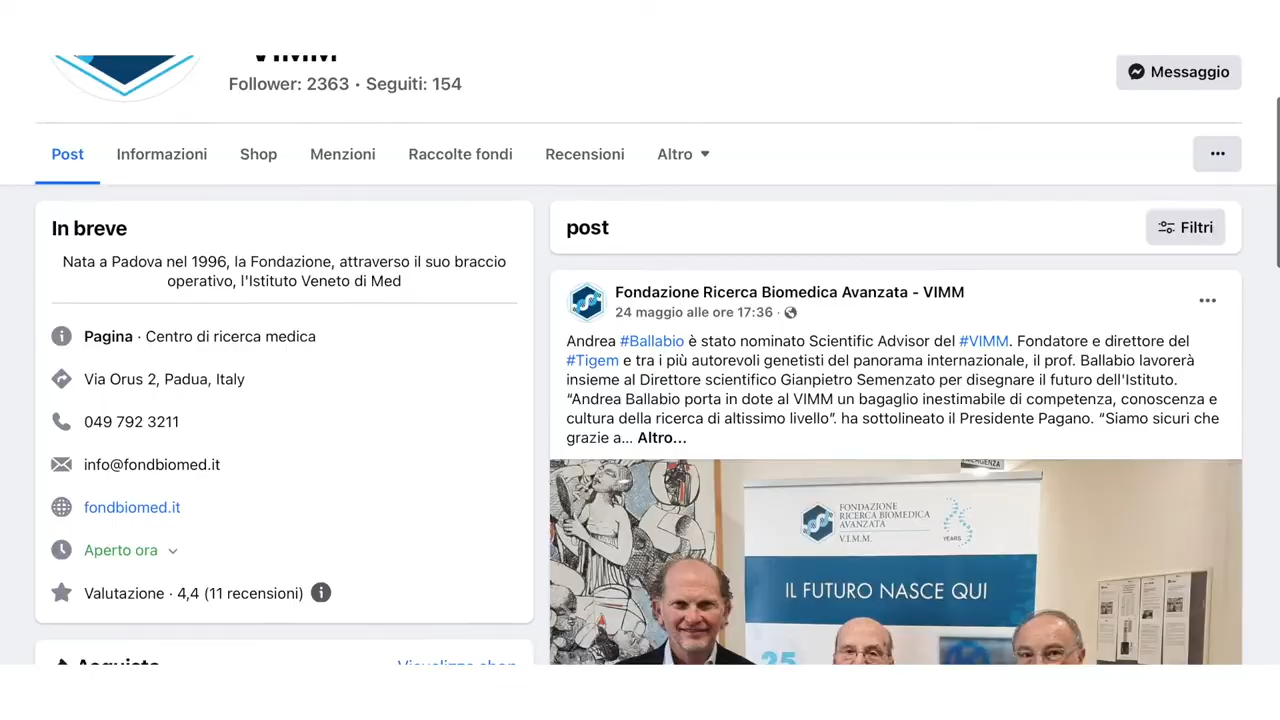 VIMM
Follower: 2363 · Seguiti: 154
Messaggio
Post
Informazioni
Shop
Menzioni
Raccolte fondi
Recensioni
Altro
In breve
Nata a Padova nel 1996, la Fondazione, attraverso il suo braccio
operativo, l'Istituto Veneto di Med
Pagina · Centro di ricerca medica
Via Orus 2, Padua, Italy
049 792 3211
info@fondbiomed.it
fondbiomed.it
Aperto ora
Valutazione · 4,4 (11 recensioni)
Acquista
Visualizza shop
post
Filtri
Fondazione Ricerca Biomedica Avanzata - VIMM
24 maggio alle ore 17:36 ·
Andrea #Ballabio è stato nominato Scientific Advisor del #VIMM. Fondatore e direttore del
#Tigem e tra i più autorevoli genetisti del panorama internazionale, il prof. Ballabio lavorerà
insieme al Direttore scientifico Gianpietro Semenzato per disegnare il futuro dell'Istituto.
“Andrea Ballabio porta in dote al VIMM un bagaglio inestimabile di competenza, conoscenza e
cultura della ricerca di altissimo livello”. ha sottolineato il Presidente Pagano. “Siamo sicuri che
grazie a... Altro...
FONDAZIONE
RICERCA BIOMEDICA
AVANZATA
V.I.M.M.
YEARS
IL FUTURO NASCE QUI
25